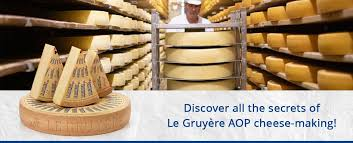 Discover all the secrets of
Le Gruyère AOP cheese-making!